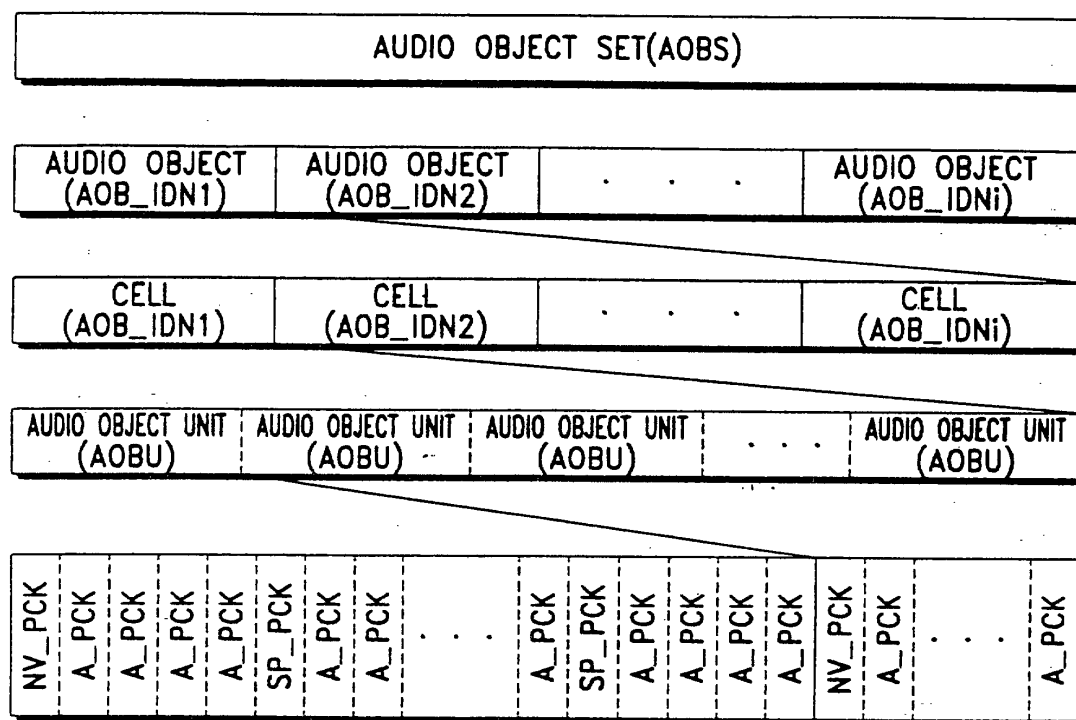 AUDIO OBJECT SET(AOBS)
AUDIO OBJECT
(AOB_IDN1)
AUDIO OBJECT
(AOB_IDN2)
. . .
AUDIO OBJECT
(AOB_IDNi)
CELL
(AOB_IDN1)
CELL
(AOB_IDN2)
. . .
CELL
(AOB_IDNi)
AUDIO OBJECT UNIT
(AOBU)
AUDIO OBJECT UNIT
(AOBU)
AUDIO OBJECT UNIT
(AOBU)
. . .
AUDIO OBJECT UNIT
(AOBU)
NV_PCK
A_PCK
A_PCK
A_PCK
A_PCK
SP_PCK
A_PCK
A_PCK
. . .
A_PCK
SP_PCK
A_PCK
A_PCK
A_PCK
A_PCK
NV_PCK
A_PCK
. . .
A_PCK